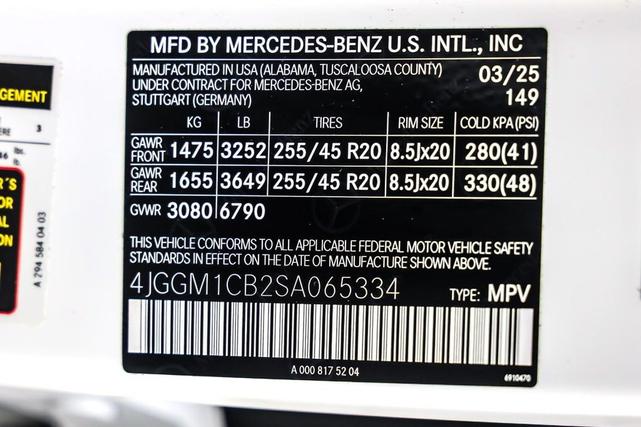 MFD BY MERCEDES-BENZ U.S. INTL., INC
MANUFACTURED IN USA (ALABAMA, TUSCALOOSA COUNTY) 03/25
UNDER CONTRACT FOR MERCEDES-BENZ AG,
STUTTGART (GERMANY) 149
KG LB TIRES RIM SIZE COLD KPA(PSI)
GAWR FRONT 1475 3252 255/45 R20 8.5Jx20 280(41)
GAWR REAR 1655 3649 255/45 R20 8.5Jx20 330(48)
GVWR 3080 6790
THIS VEHICLE CONFORMS TO ALL APPLICABLE FEDERAL MOTOR VEHICLE SAFETY
STANDARDS IN EFFECT ON THE DATE OF MANUFACTURE SHOWN ABOVE.
4JGGM1CB2SA065334 TYPE: MPV
A 000 817 52 04 6910470
GEMENT
3
lbs.
A 294 584 04 03